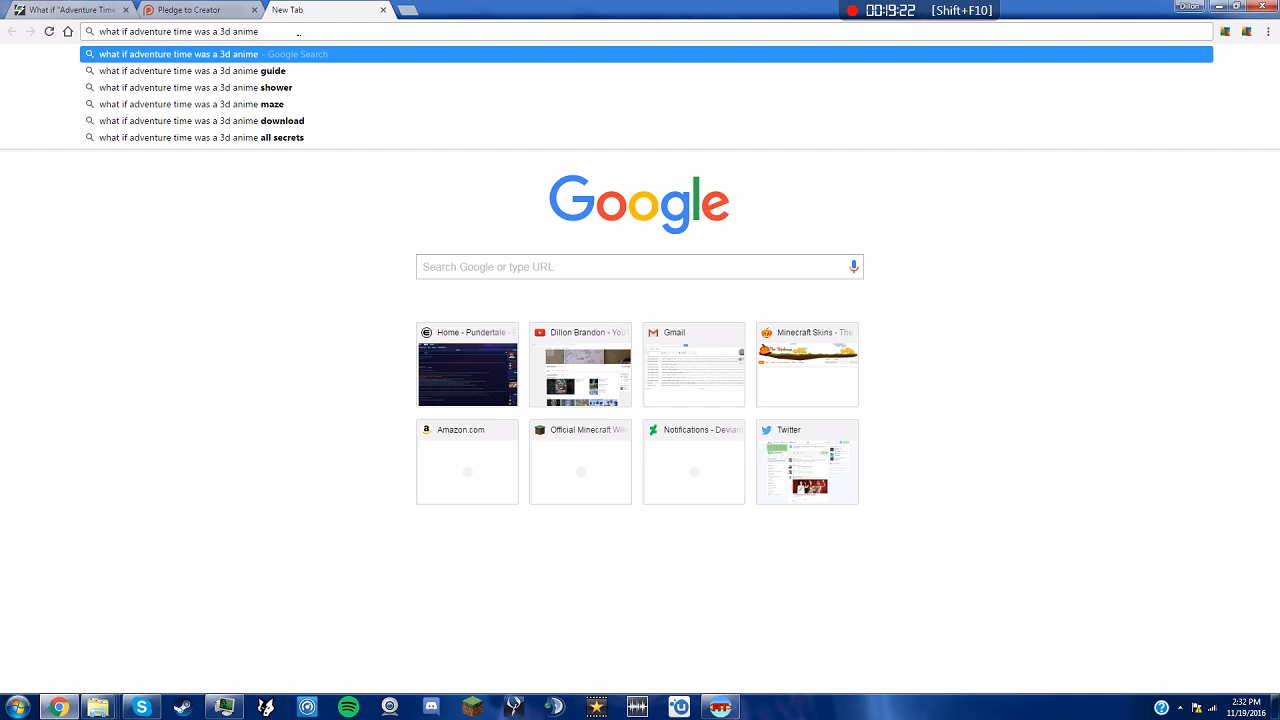 What if "Adventure Time
Pledge to Creator
New Tab
00:19:22 [Shift+F10]
Dillon
what if adventure time was a 3d anime
what if adventure time was a 3d anime - Google Search
what if adventure time was a 3d anime guide
what if adventure time was a 3d anime shower
what if adventure time was a 3d anime maze
what if adventure time was a 3d anime download
what if adventure time was a 3d anime all secrets
Google
Search Google or type URL
Home - Pundertale -
Dillon Brandon - YouT
Gmail
Minecraft Skins - The
Amazon.com
Official Minecraft Wik
Notifications - Devian
Twitter
2:32 PM
11/19/2016